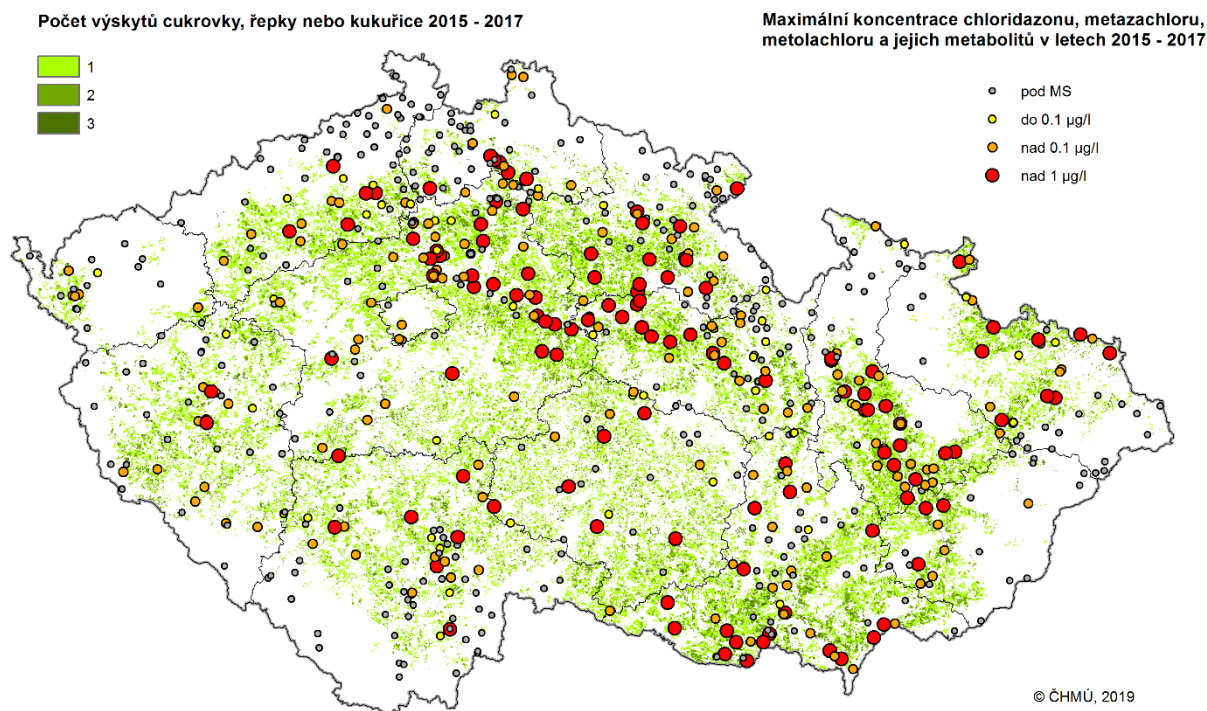 Počet výskytů cukrovky, řepky nebo kukuřice 2015 - 2017
1
2
3
Maximální koncentrace chloridazonu, metazachloru,
metolachloru a jejich metabolitů v letech 2015 - 2017
pod MS
do 0.1 µg/l
nad 0.1 µg/l
nad 1 µg/l
© ČHMÚ, 2019